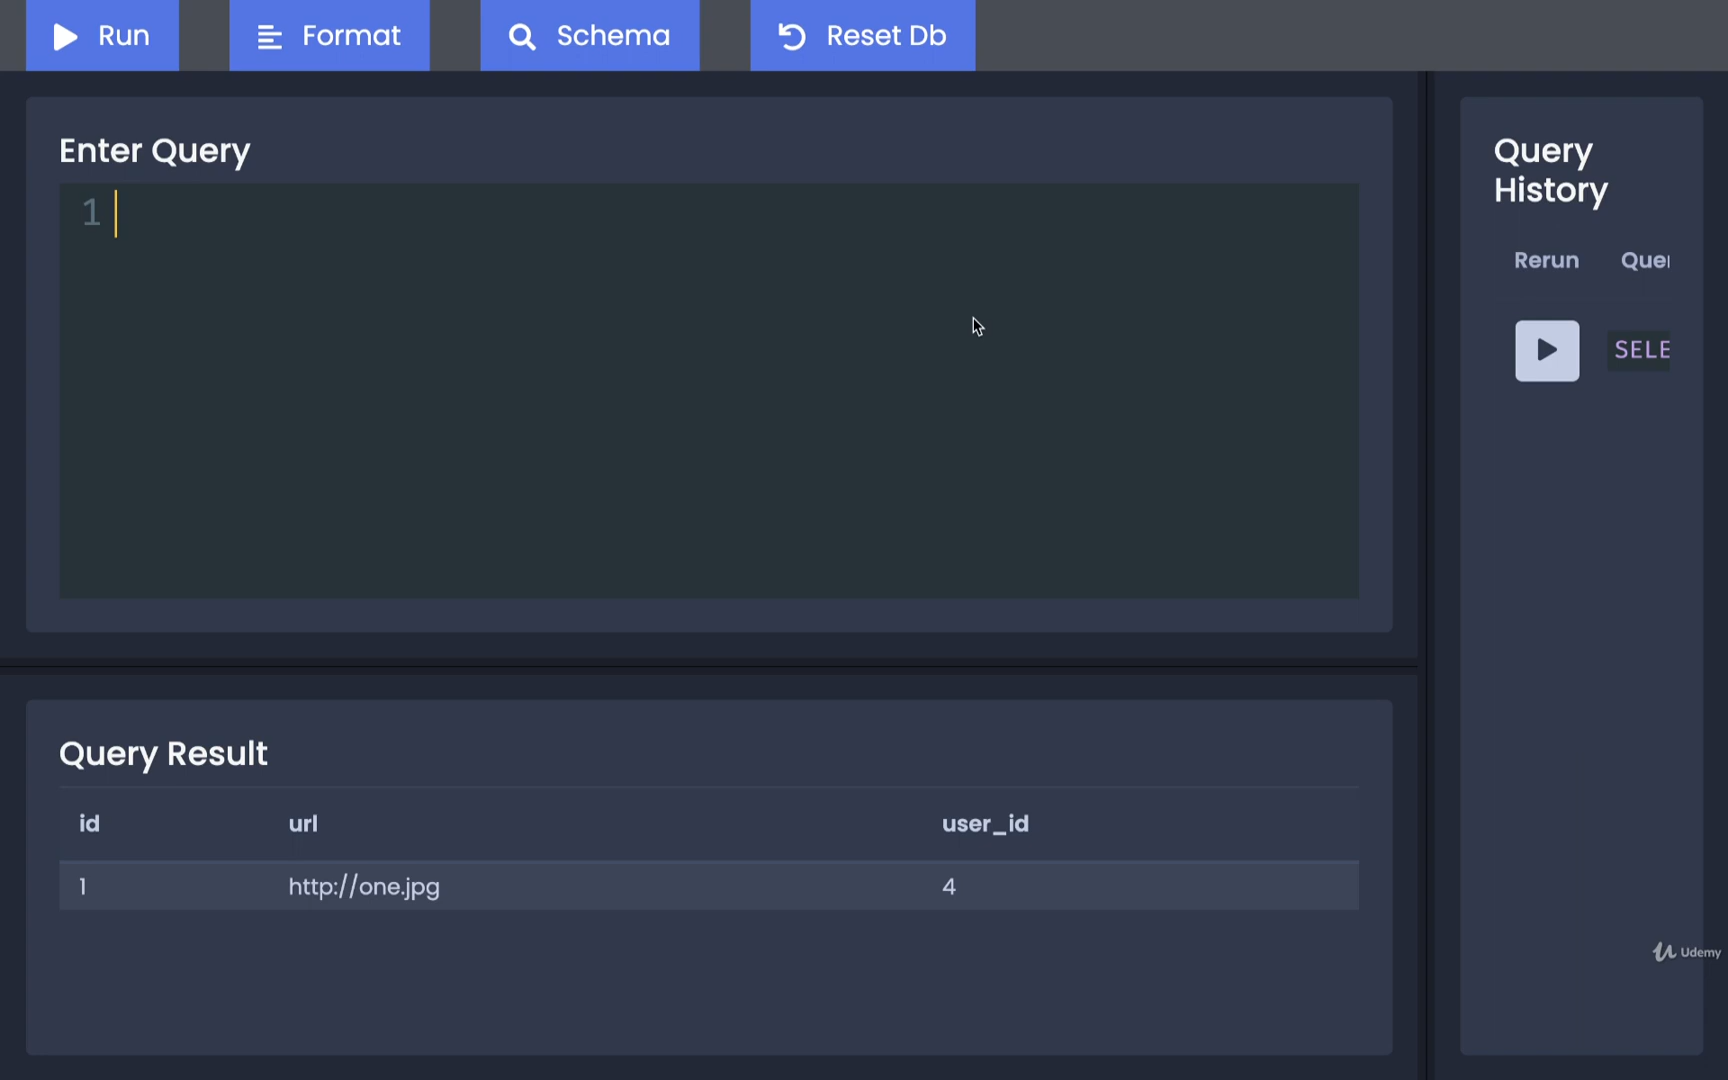 Run
Format
Schema
Reset Db
Enter Query
1
Query
History
Rerun
Quer
SELE
Query Result
id
url
user_id
1
http://one.jpg
4
Udemy